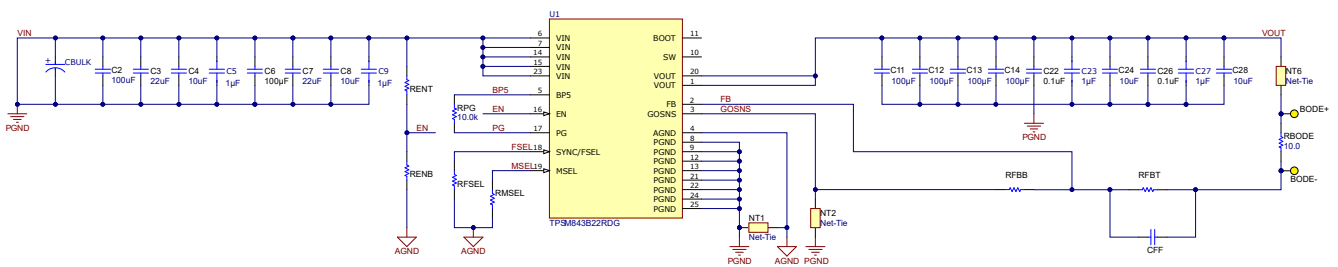 U1
VIN
CBULK
C2
100uF
C3
22uF
C4
10uF
C5
1µF
C6
100µF
C7
22uF
C8
10uF
C9
1µF
PGND
RENT
EN
RENB
AGND
BP5
RPG
10.0k
EN
PG
FSEL
MSEL
RFSEL
RMSEL
AGND
6 VIN
7 VIN
14 VIN
15 VIN
23 VIN
5 BP5
16 EN
17 PG
18 SYNC/FSEL
19 MSEL
BOOT 11
SW 10
VOUT 20
VOUT 1
FB 2
GOSNS 3
AGND 4
PGND 8
PGND 9
PGND 12
PGND 13
PGND 21
PGND 22
PGND 24
PGND 25
TPSM843B22RDG
FB
GOSNS
NT1
Net-Tie
PGND
AGND
NT2
Net-Tie
PGND
C11
100µF
C12
100µF
C13
100µF
C14
100µF
C22
0.1uF
C23
1µF
C24
10uF
C26
0.1uF
C27
1µF
C28
10uF
PGND
VOUT
NT6
Net-Tie
BODE+
RBODE
10.0
BODE-
RFBB
RFBT
CFF